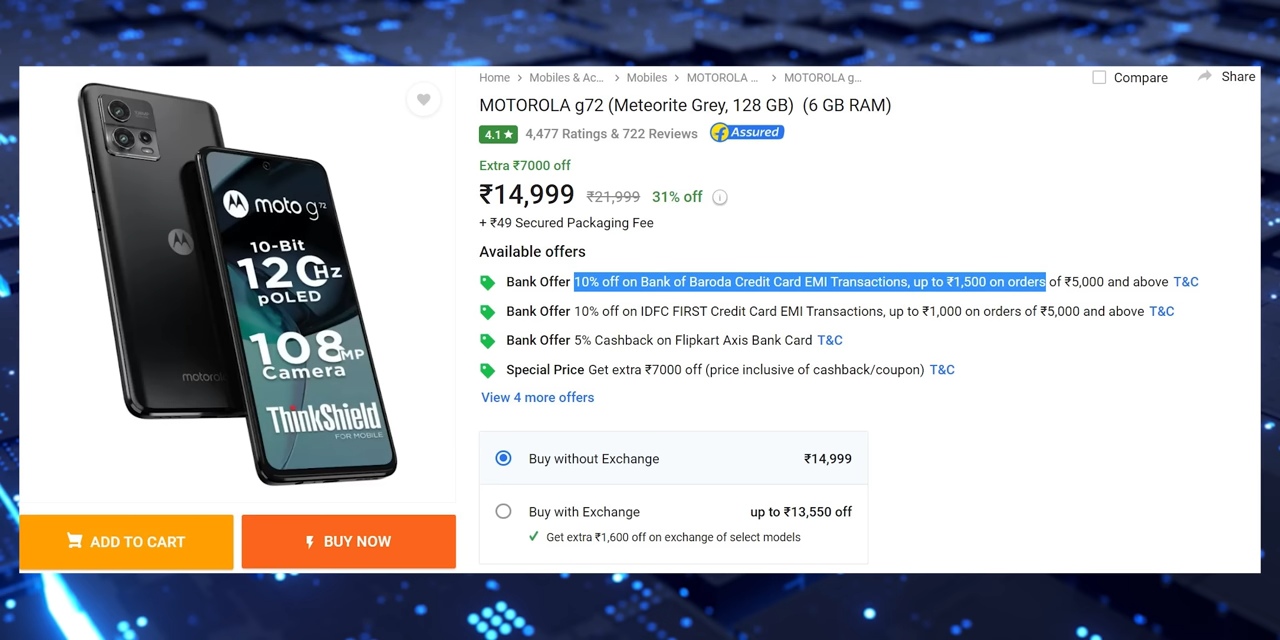 Home > Mobiles & Ac... > Mobiles > MOTOROLA ... > MOTOROLA g...
Compare
Share
MOTOROLA g72 (Meteorite Grey, 128 GB) (6 GB RAM)
4.1★ 4,477 Ratings & 722 Reviews f Assured
Extra ₹7000 off
₹14,999 ₹21,999 31% off i
+ ₹49 Secured Packaging Fee
Available offers
Bank Offer 10% off on Bank of Baroda Credit Card EMI Transactions, up to ₹1,500 on orders of ₹5,000 and above T&C
Bank Offer 10% off on IDFC FIRST Credit Card EMI Transactions, up to ₹1,000 on orders of ₹5,000 and above T&C
Bank Offer 5% Cashback on Flipkart Axis Bank Card T&C
Special Price Get extra ₹7000 off (price inclusive of cashback/coupon) T&C
View 4 more offers
Buy without Exchange ₹14,999
Buy with Exchange up to ₹13,550 off
Get extra ₹1,600 off on exchange of select models
moto g72
10-Bit
120Hz
pOLED
108MP
Camera
ThinkShield
FOR MOBILE
motorol
ADD TO CART
BUY NOW